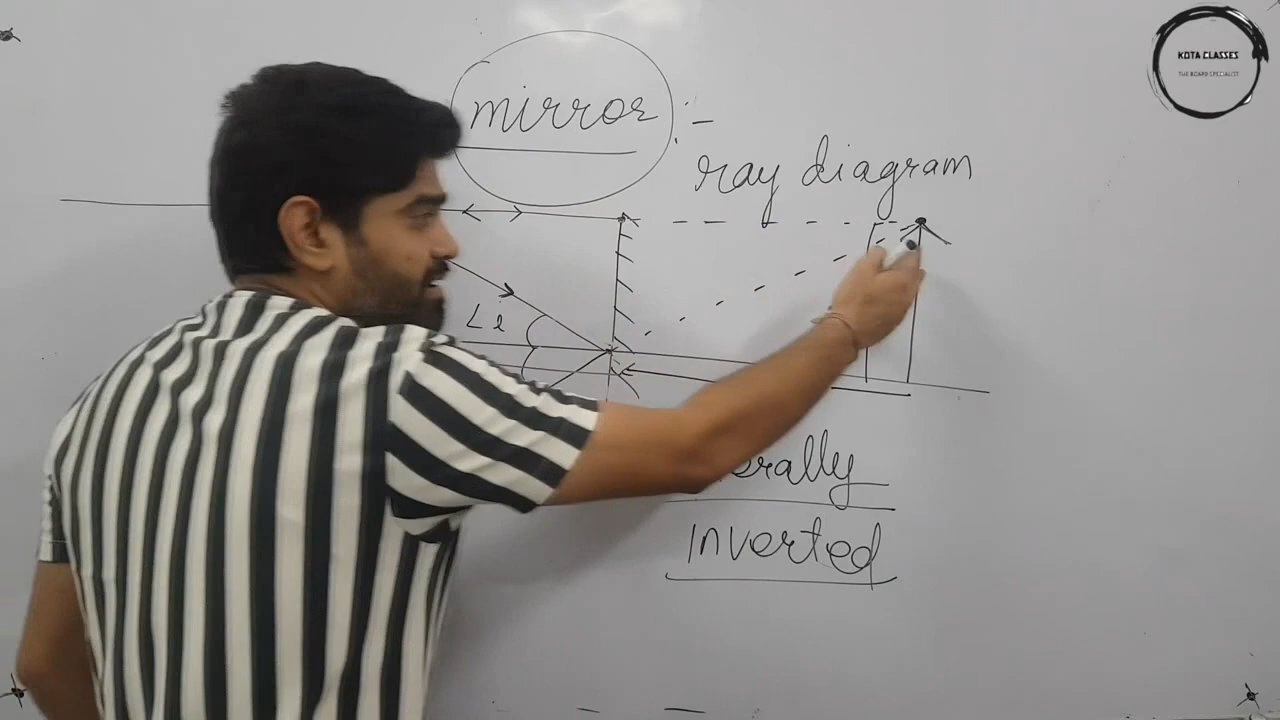 KOTA CLASSES
THE BOARD SPECIALIST
mirror :-
ray diagram
∠i
erally
Inverted